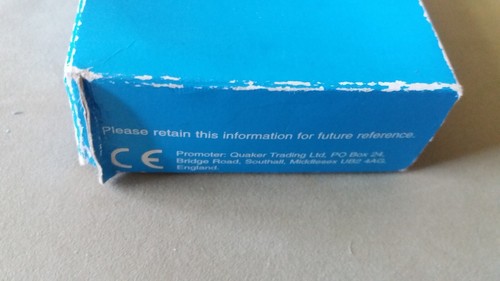 Please retain this information for future reference.
CE
Promoter: Quaker Trading Ltd, PO Box 24,
Bridge Road, Southall, Middlesex UB2 4AG,
England.